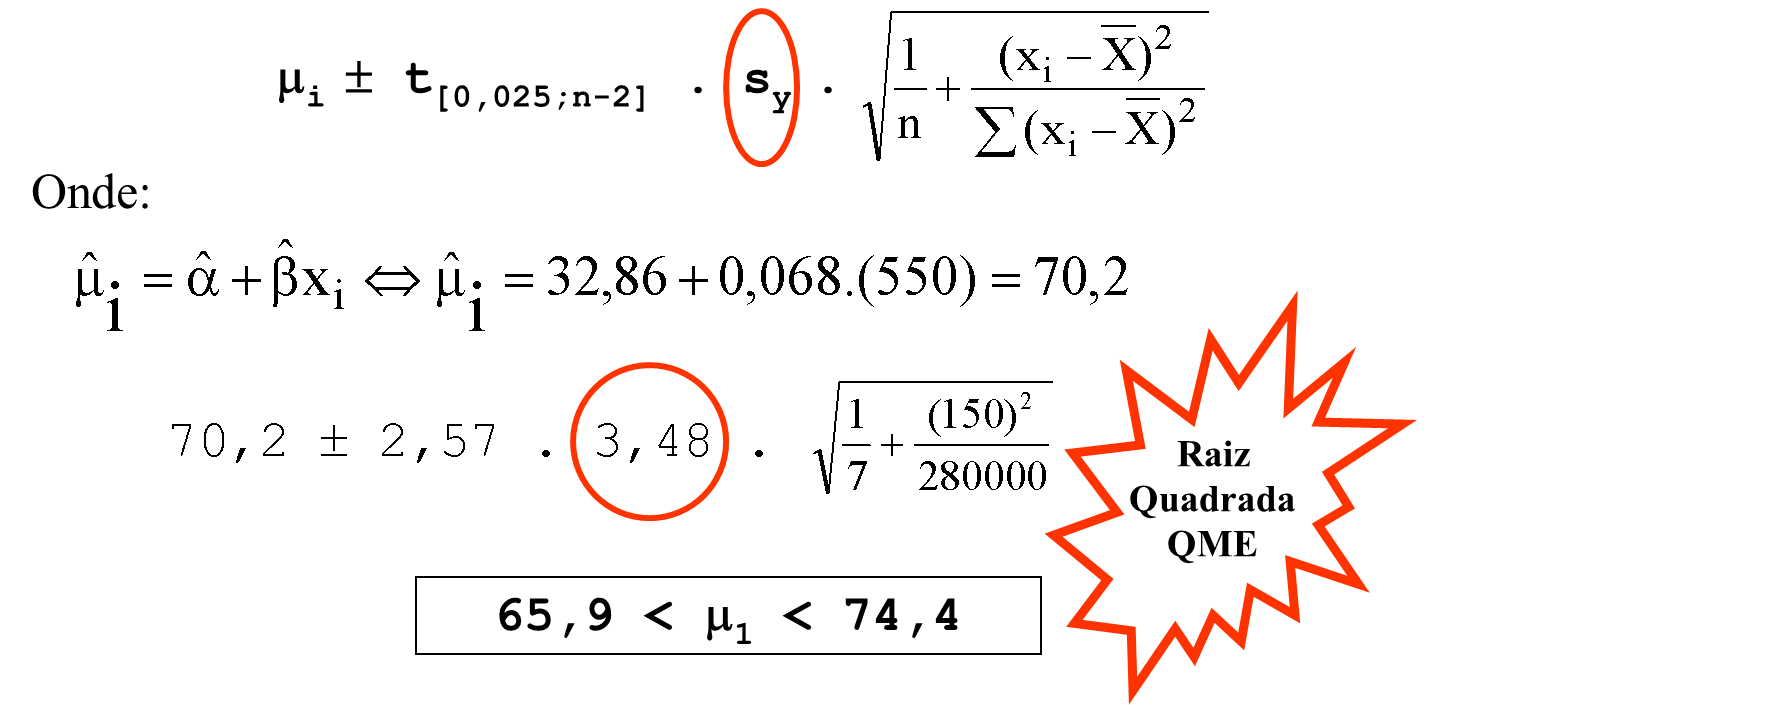 μi ± t[0,025;n-2] . sy . √(1/n + (xi − X̅)² / ∑(xi − X̅)²)
Onde:
μ̂i = α̂ + β̂xi ⇔ μ̂i = 32,86 + 0,068.(550) = 70,2
70,2 ± 2,57 . 3,48 . √(1/7 + (150)² / 280000)
Raiz
Quadrada
QME
65,9 < μ1 < 74,4